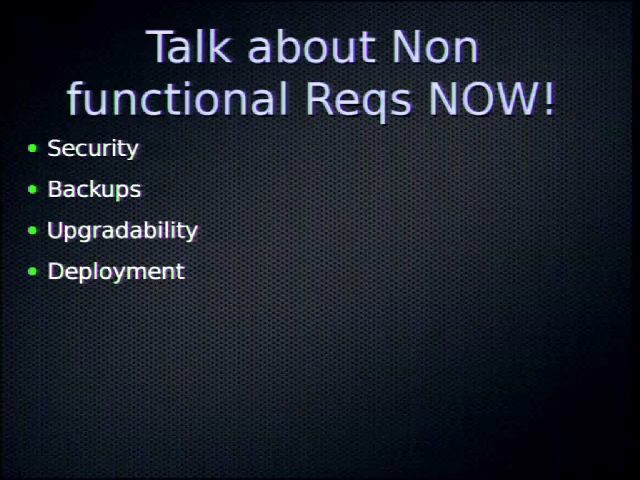 Talk about Non
functional Reqs NOW!
Security
Backups
Upgradability
Deployment